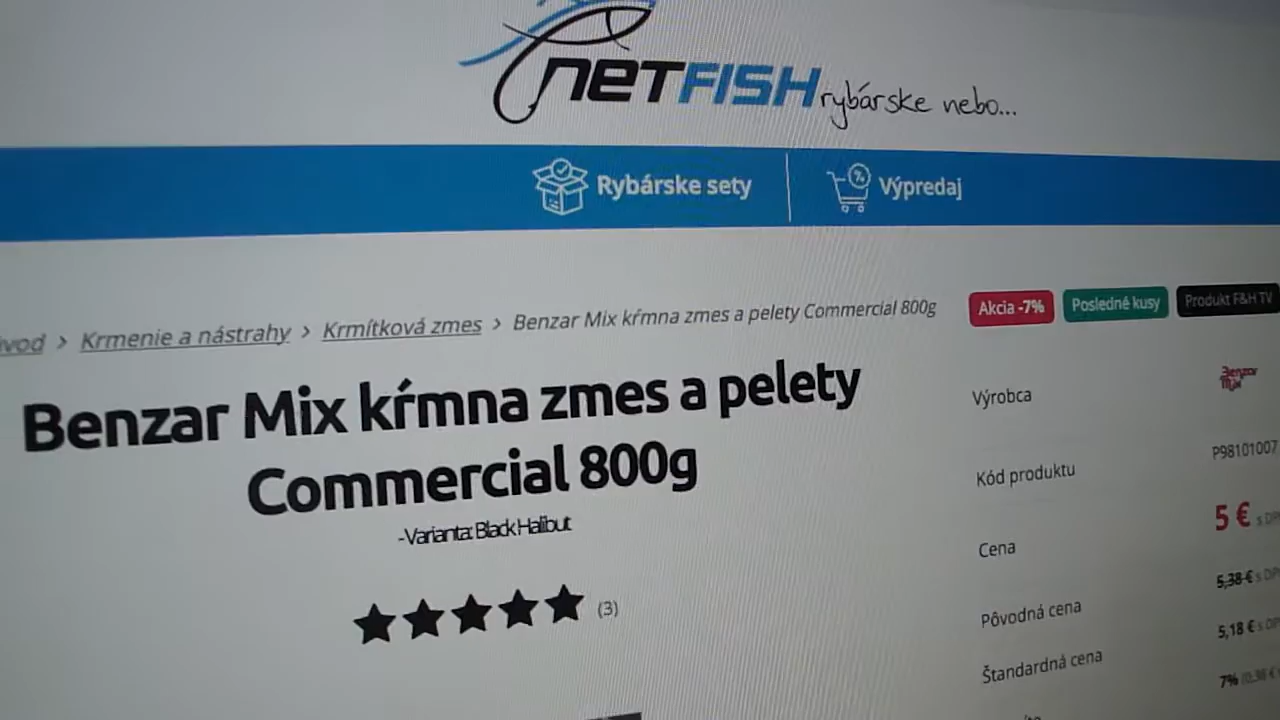 NETFISH rybárske nebo...
Rybárske sety
Výpredaj
Krmenie a nástrahy > Krmítková zmes > Benzar Mix kŕmna zmes a pelety Commercial 800g
Akcia -7%
Posledné kusy
Produkt F&H TV
Benzar Mix kŕmna zmes a pelety
Commercial 800g
- Varianta: Black Halibut
(3)
Výrobca
Benzar Mix
Kód produktu
P98101007
Cena
5 €
Pôvodná cena
5,38 €
Štandardná cena
5,18 €
7%